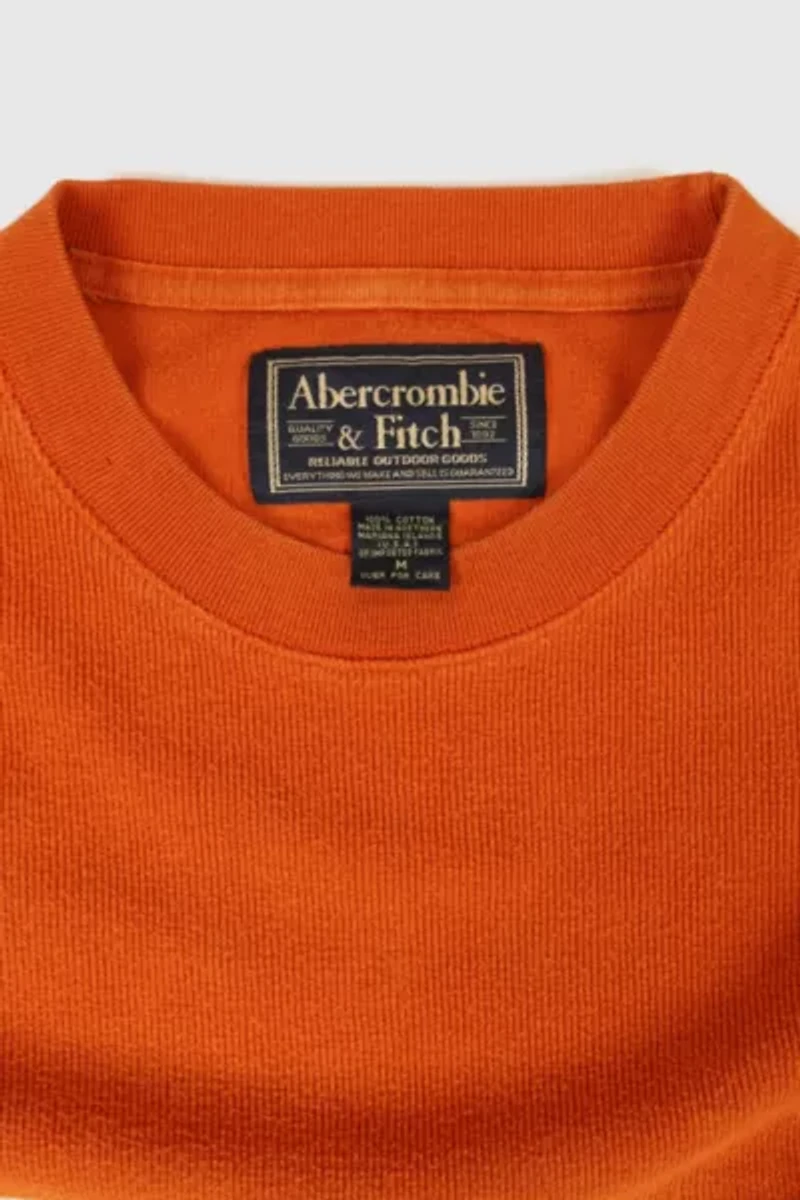 Abercrombie
QUALITY GOODS & Fitch SINCE 1892
RELIABLE OUTDOOR GOODS
EVERYTHING WE MAKE AND SELL IS GUARANTEED
100% COTTON
MADE IN NORTHERN
MARIANA ISLANDS
(U.S.A.)
OF IMPORTED FABRIC
M
OVER FOR CARE